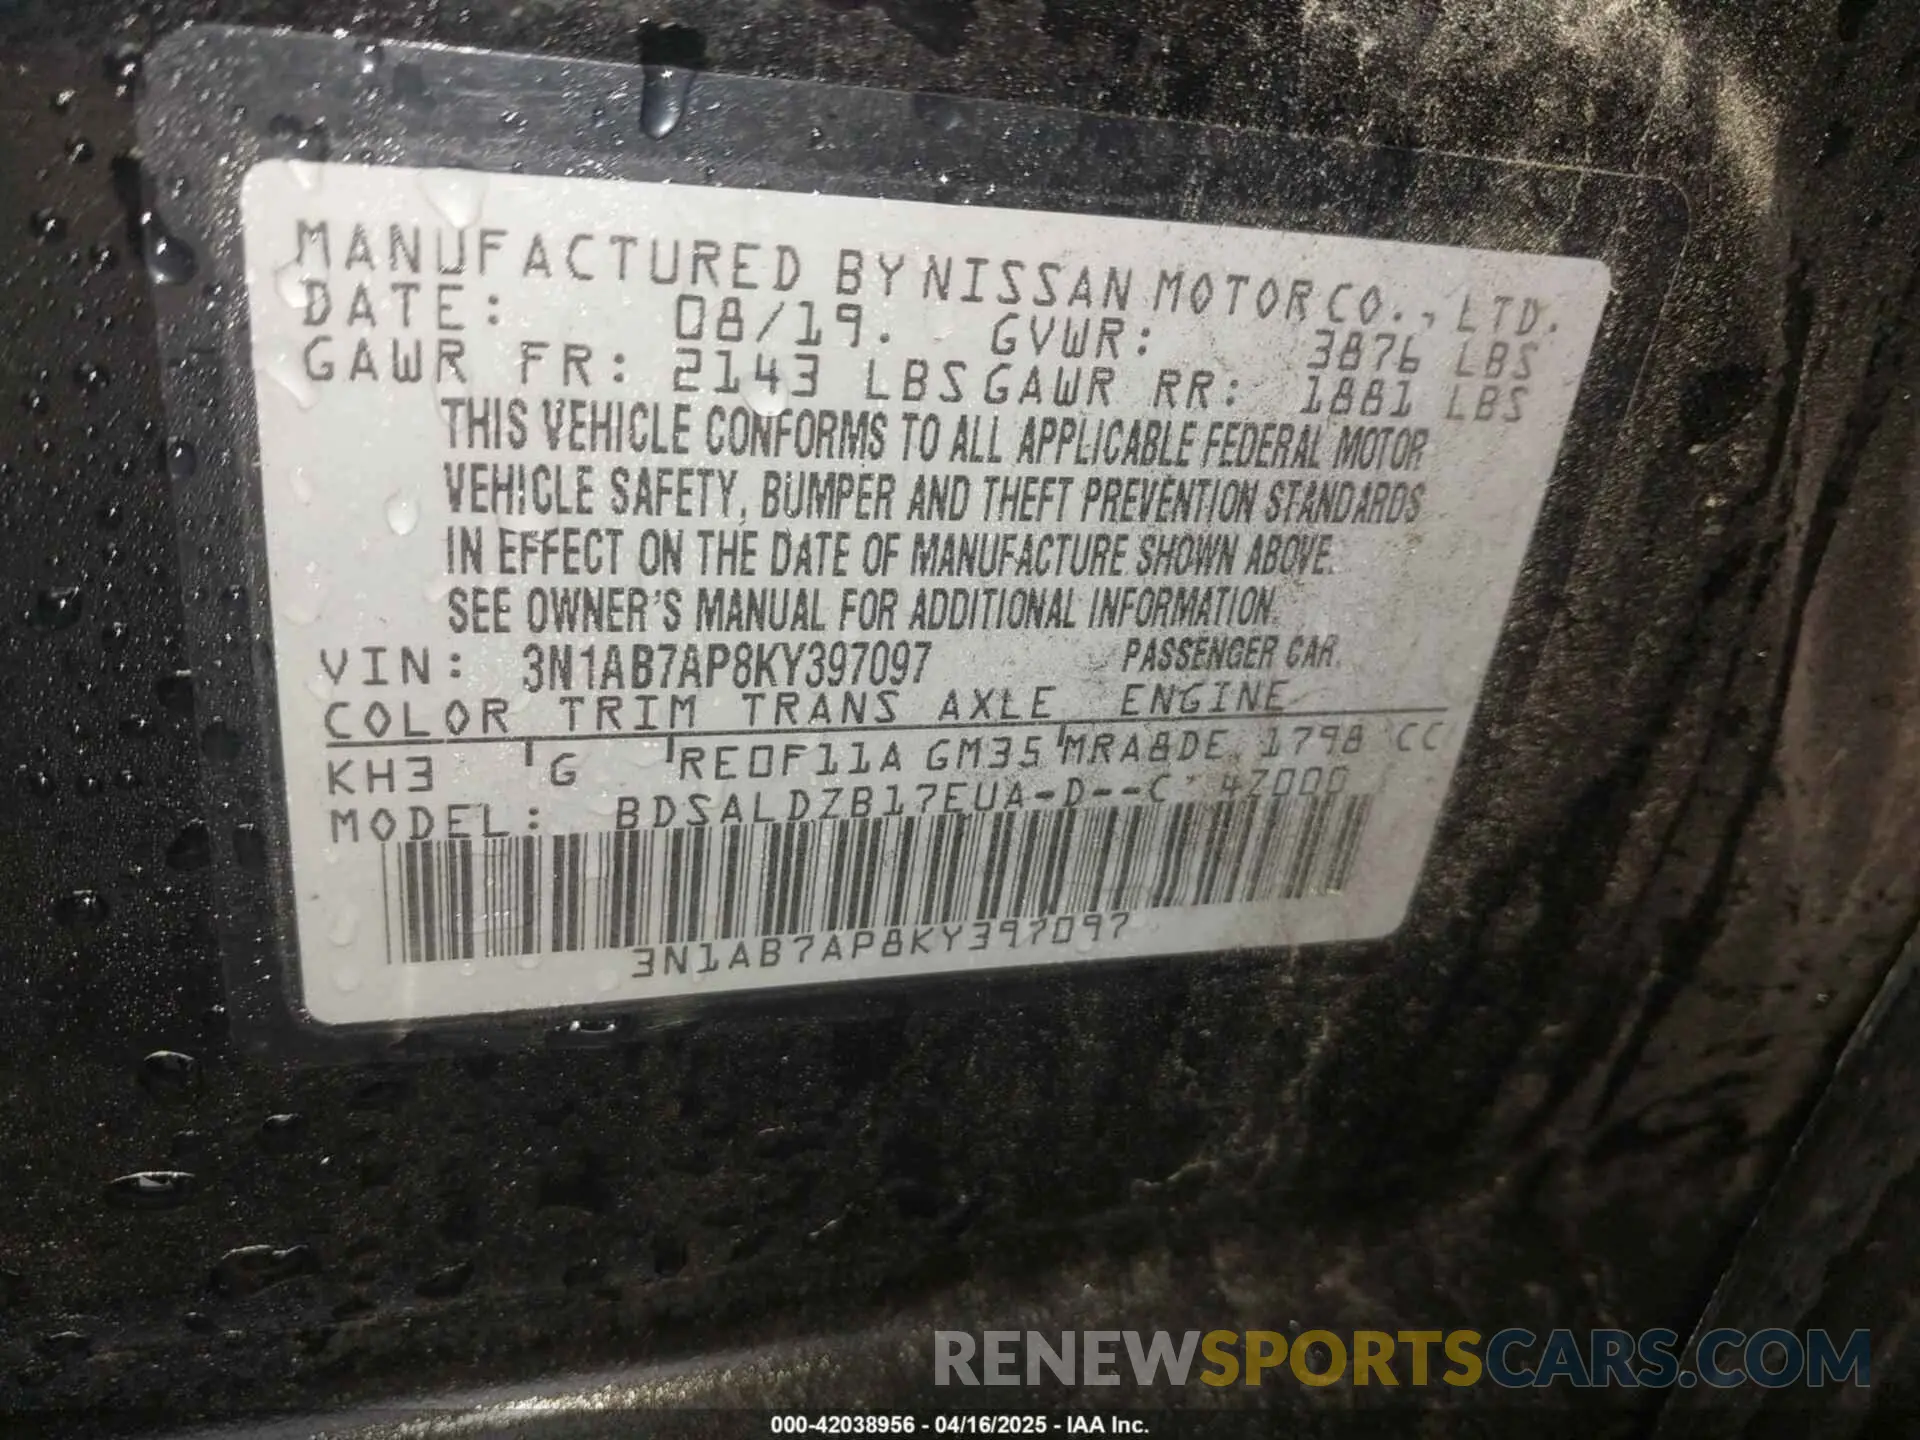 MANUFACTURED BY NISSAN MOTOR CO., LTD.
DATE: 08/19. GVWR: 3876 LBS
GAWR FR: 2143 LBS GAWR RR: 1881 LBS
THIS VEHICLE CONFORMS TO ALL APPLICABLE FEDERAL MOTOR
VEHICLE SAFETY, BUMPER AND THEFT PREVENTION STANDARDS
IN EFFECT ON THE DATE OF MANUFACTURE SHOWN ABOVE.
SEE OWNER'S MANUAL FOR ADDITIONAL INFORMATION.
VIN: 3N1AB7AP8KY397097 PASSENGER CAR
COLOR TRIM TRANS AXLE ENGINE
KH3 G RE0F11A GM35 MRA8DE 1798 CC
MODEL: BDSALDZB17EUA-D--C 4Z000
3N1AB7AP8KY397097
RENEWSPORTSCARS.COM
000-42038956 - 04/16/2025 - IAA Inc.